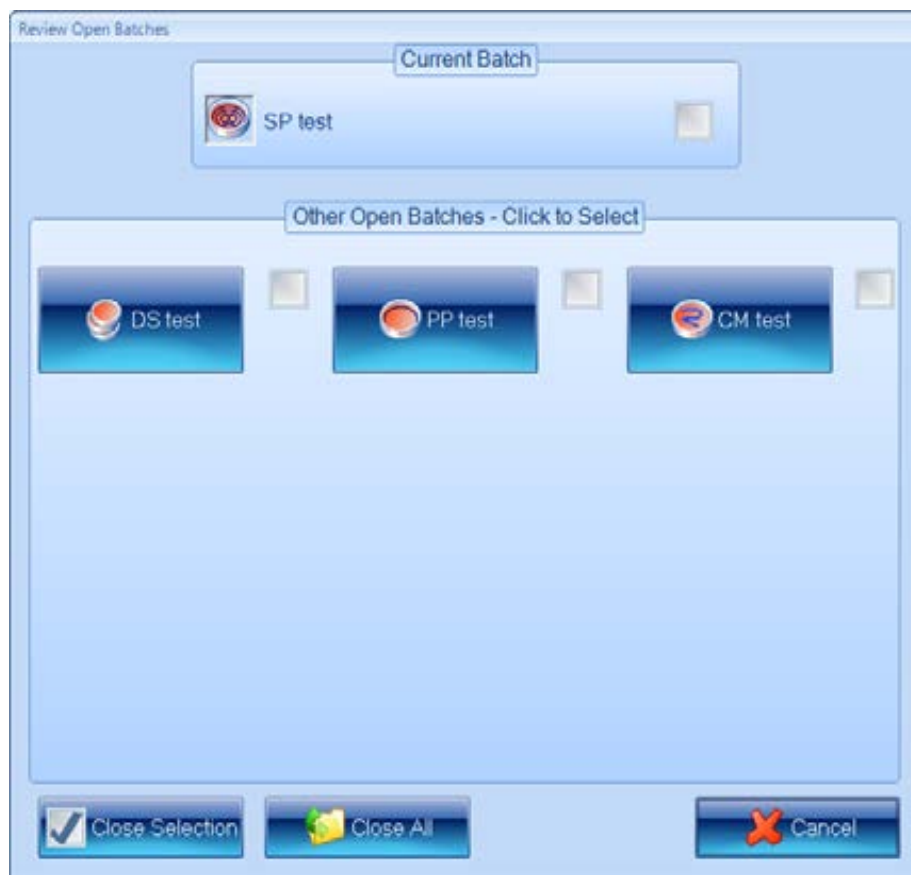 Review Open Batches
Current Batch
SP test
Other Open Batches - Click to Select
DS test
PP test
CM test
Close Selection
Close All
Cancel